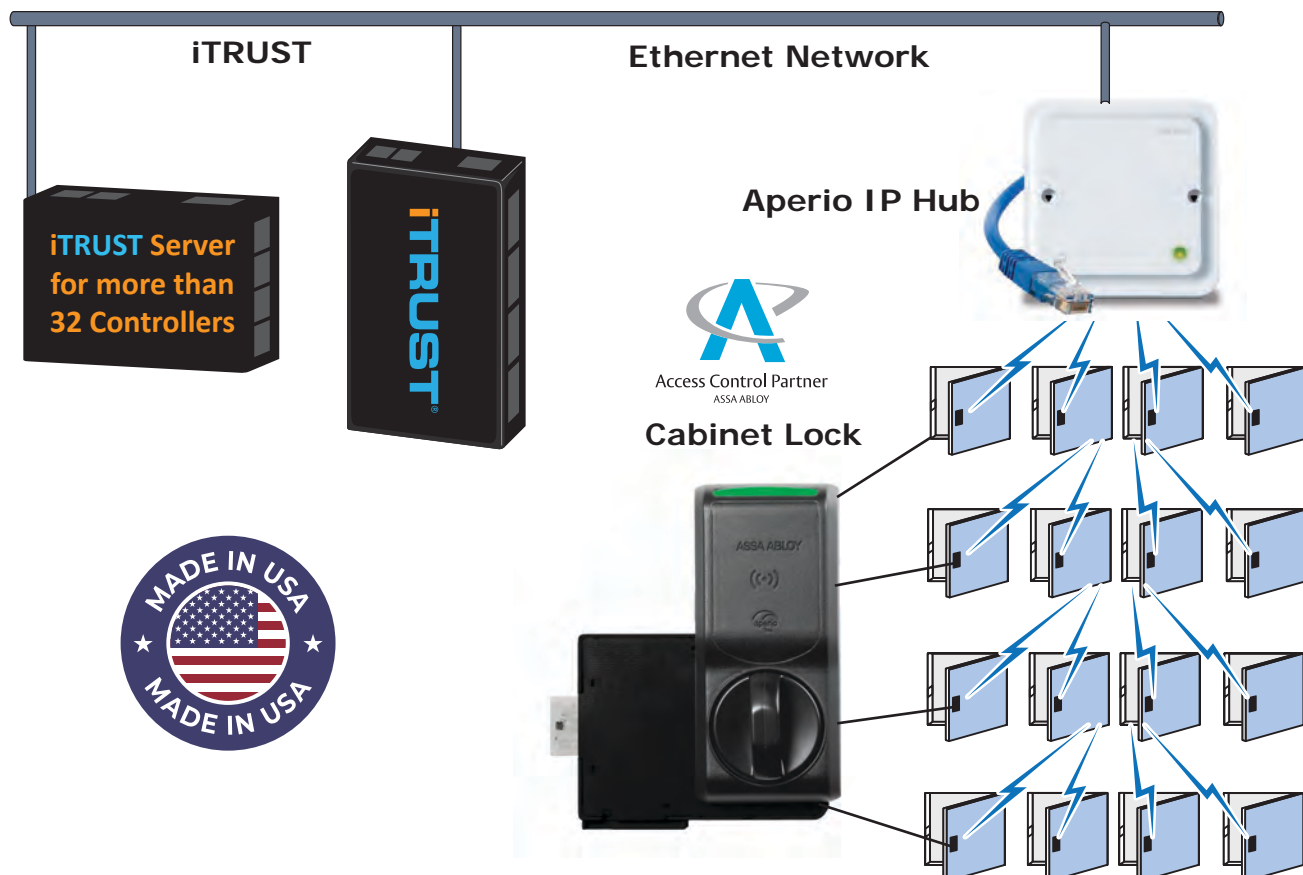 iTRUST
Ethernet Network
iTRUST Server
for more than
32 Controllers
iTRUST®
Aperio IP Hub
Access Control Partner
ASSA ABLOY
Cabinet Lock
ASSA ABLOY
aperio
MADE IN USA
MADE IN USA